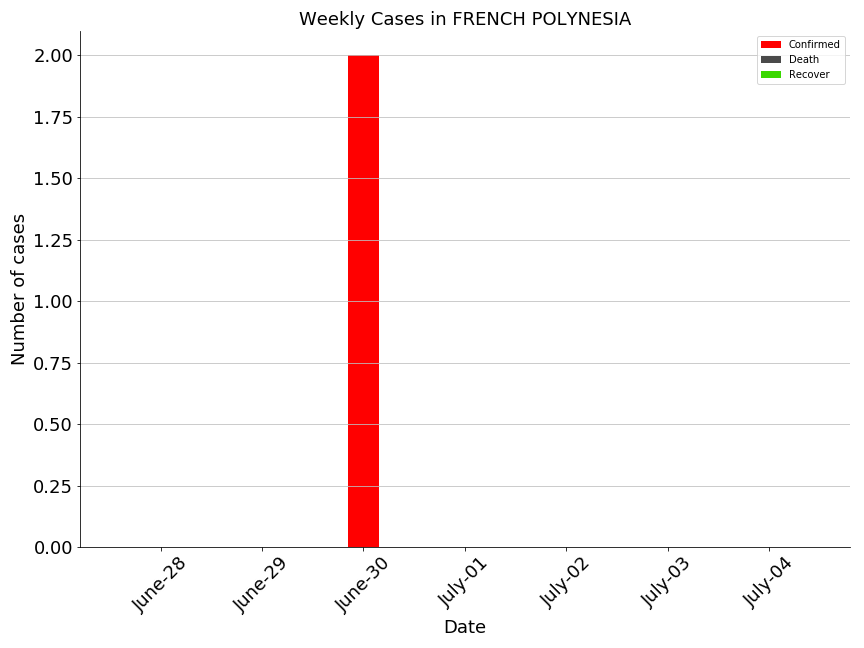 Weekly Cases in FRENCH POLYNESIA
Confirmed
Death
Recover
2.00
1.75
1.50
1.25
1.00
0.75
0.50
0.25
0.00
Number of cases
June-28
June-29
June-30
July-01
July-02
July-03
July-04
Date